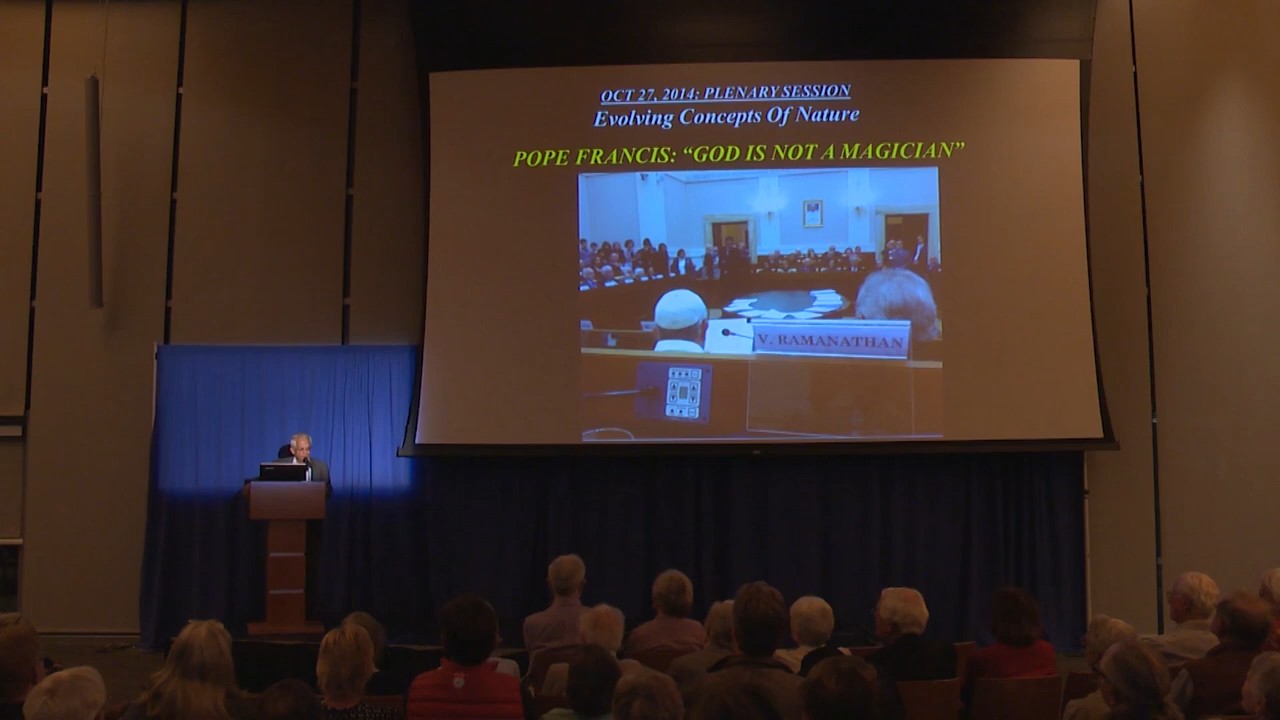 OCT 27, 2014: PLENARY SESSION
Evolving Concepts Of Nature
POPE FRANCIS: “GOD IS NOT A MAGICIAN”
V. RAMANATHAN